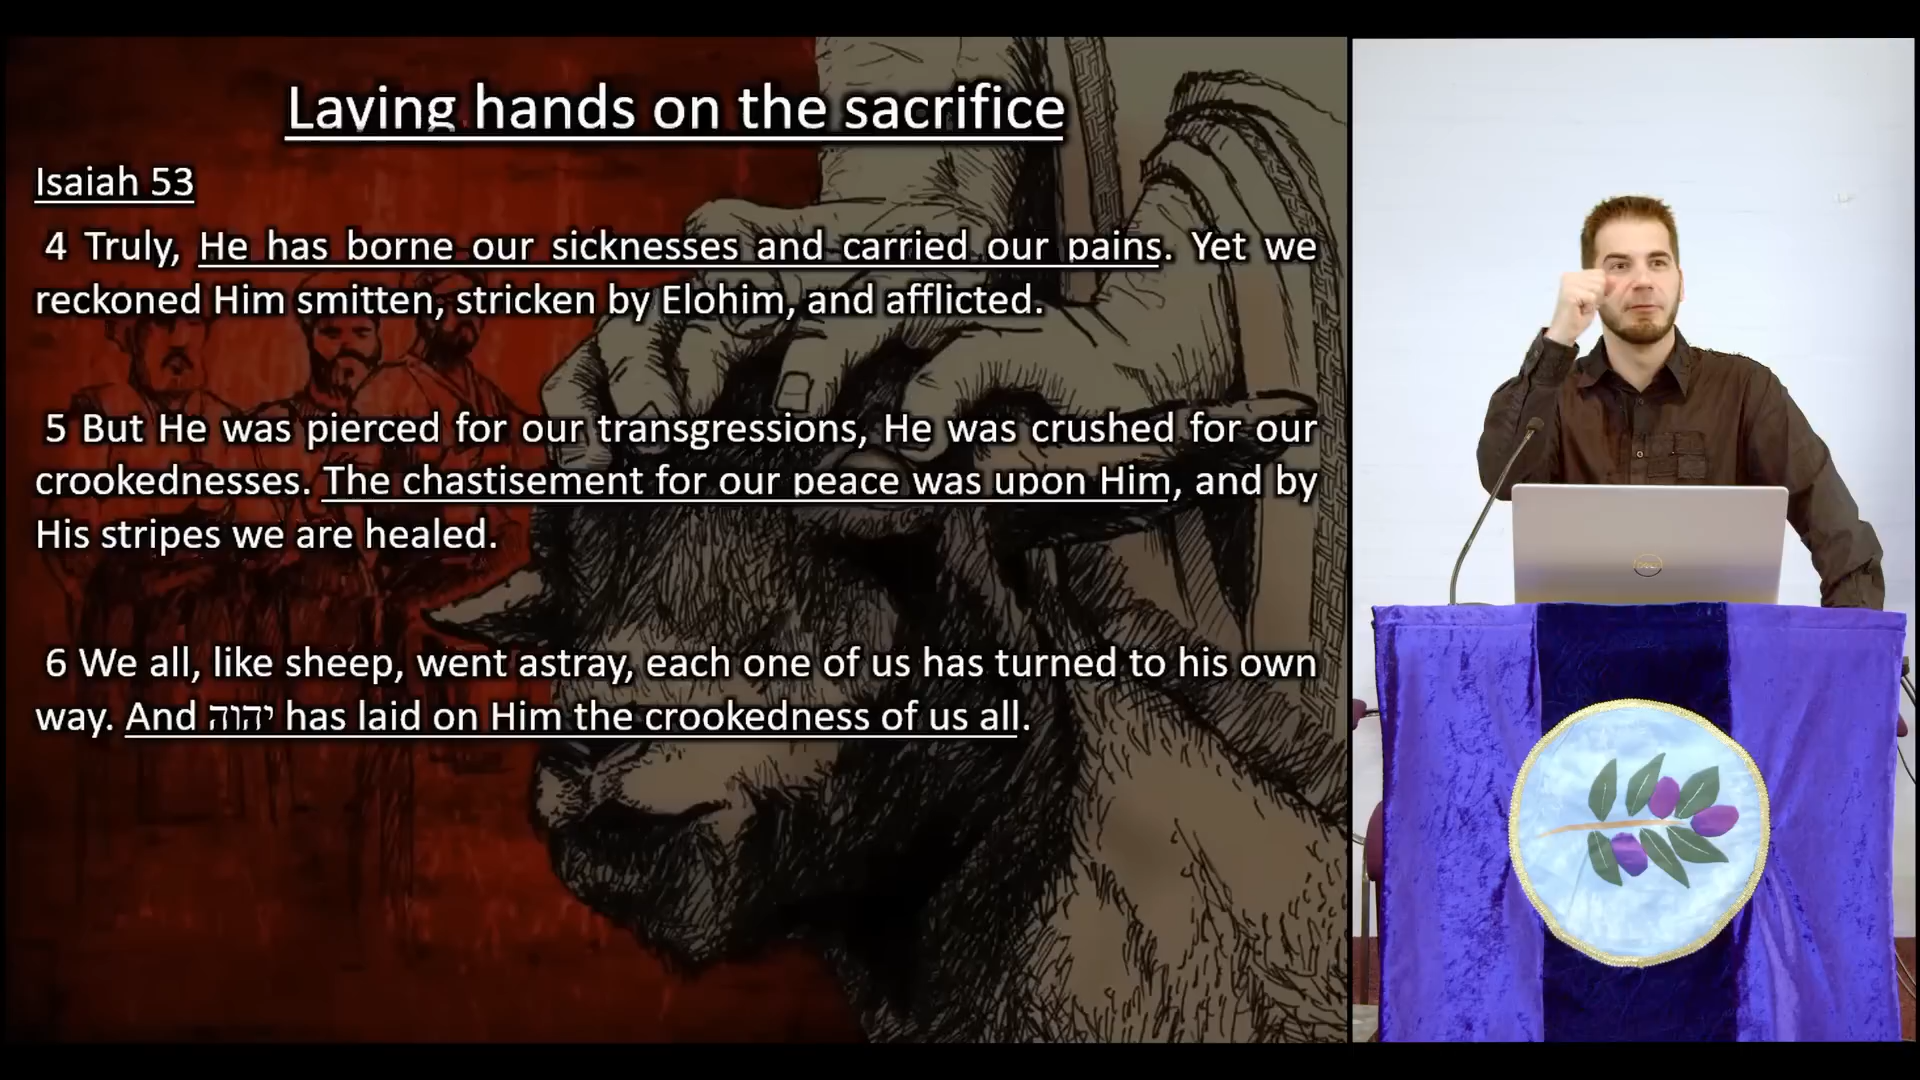 Laying hands on the sacrifice
Isaiah 53
4 Truly, He has borne our sicknesses and carried our pains. Yet we
reckoned Him smitten, stricken by Elohim, and afflicted.
5 But He was pierced for our transgressions, He was crushed for our
crookednesses. The chastisement for our peace was upon Him, and by
His stripes we are healed.
6 We all, like sheep, went astray, each one of us has turned to his own
way. And יהוה has laid on Him the crookedness of us all.
DELL